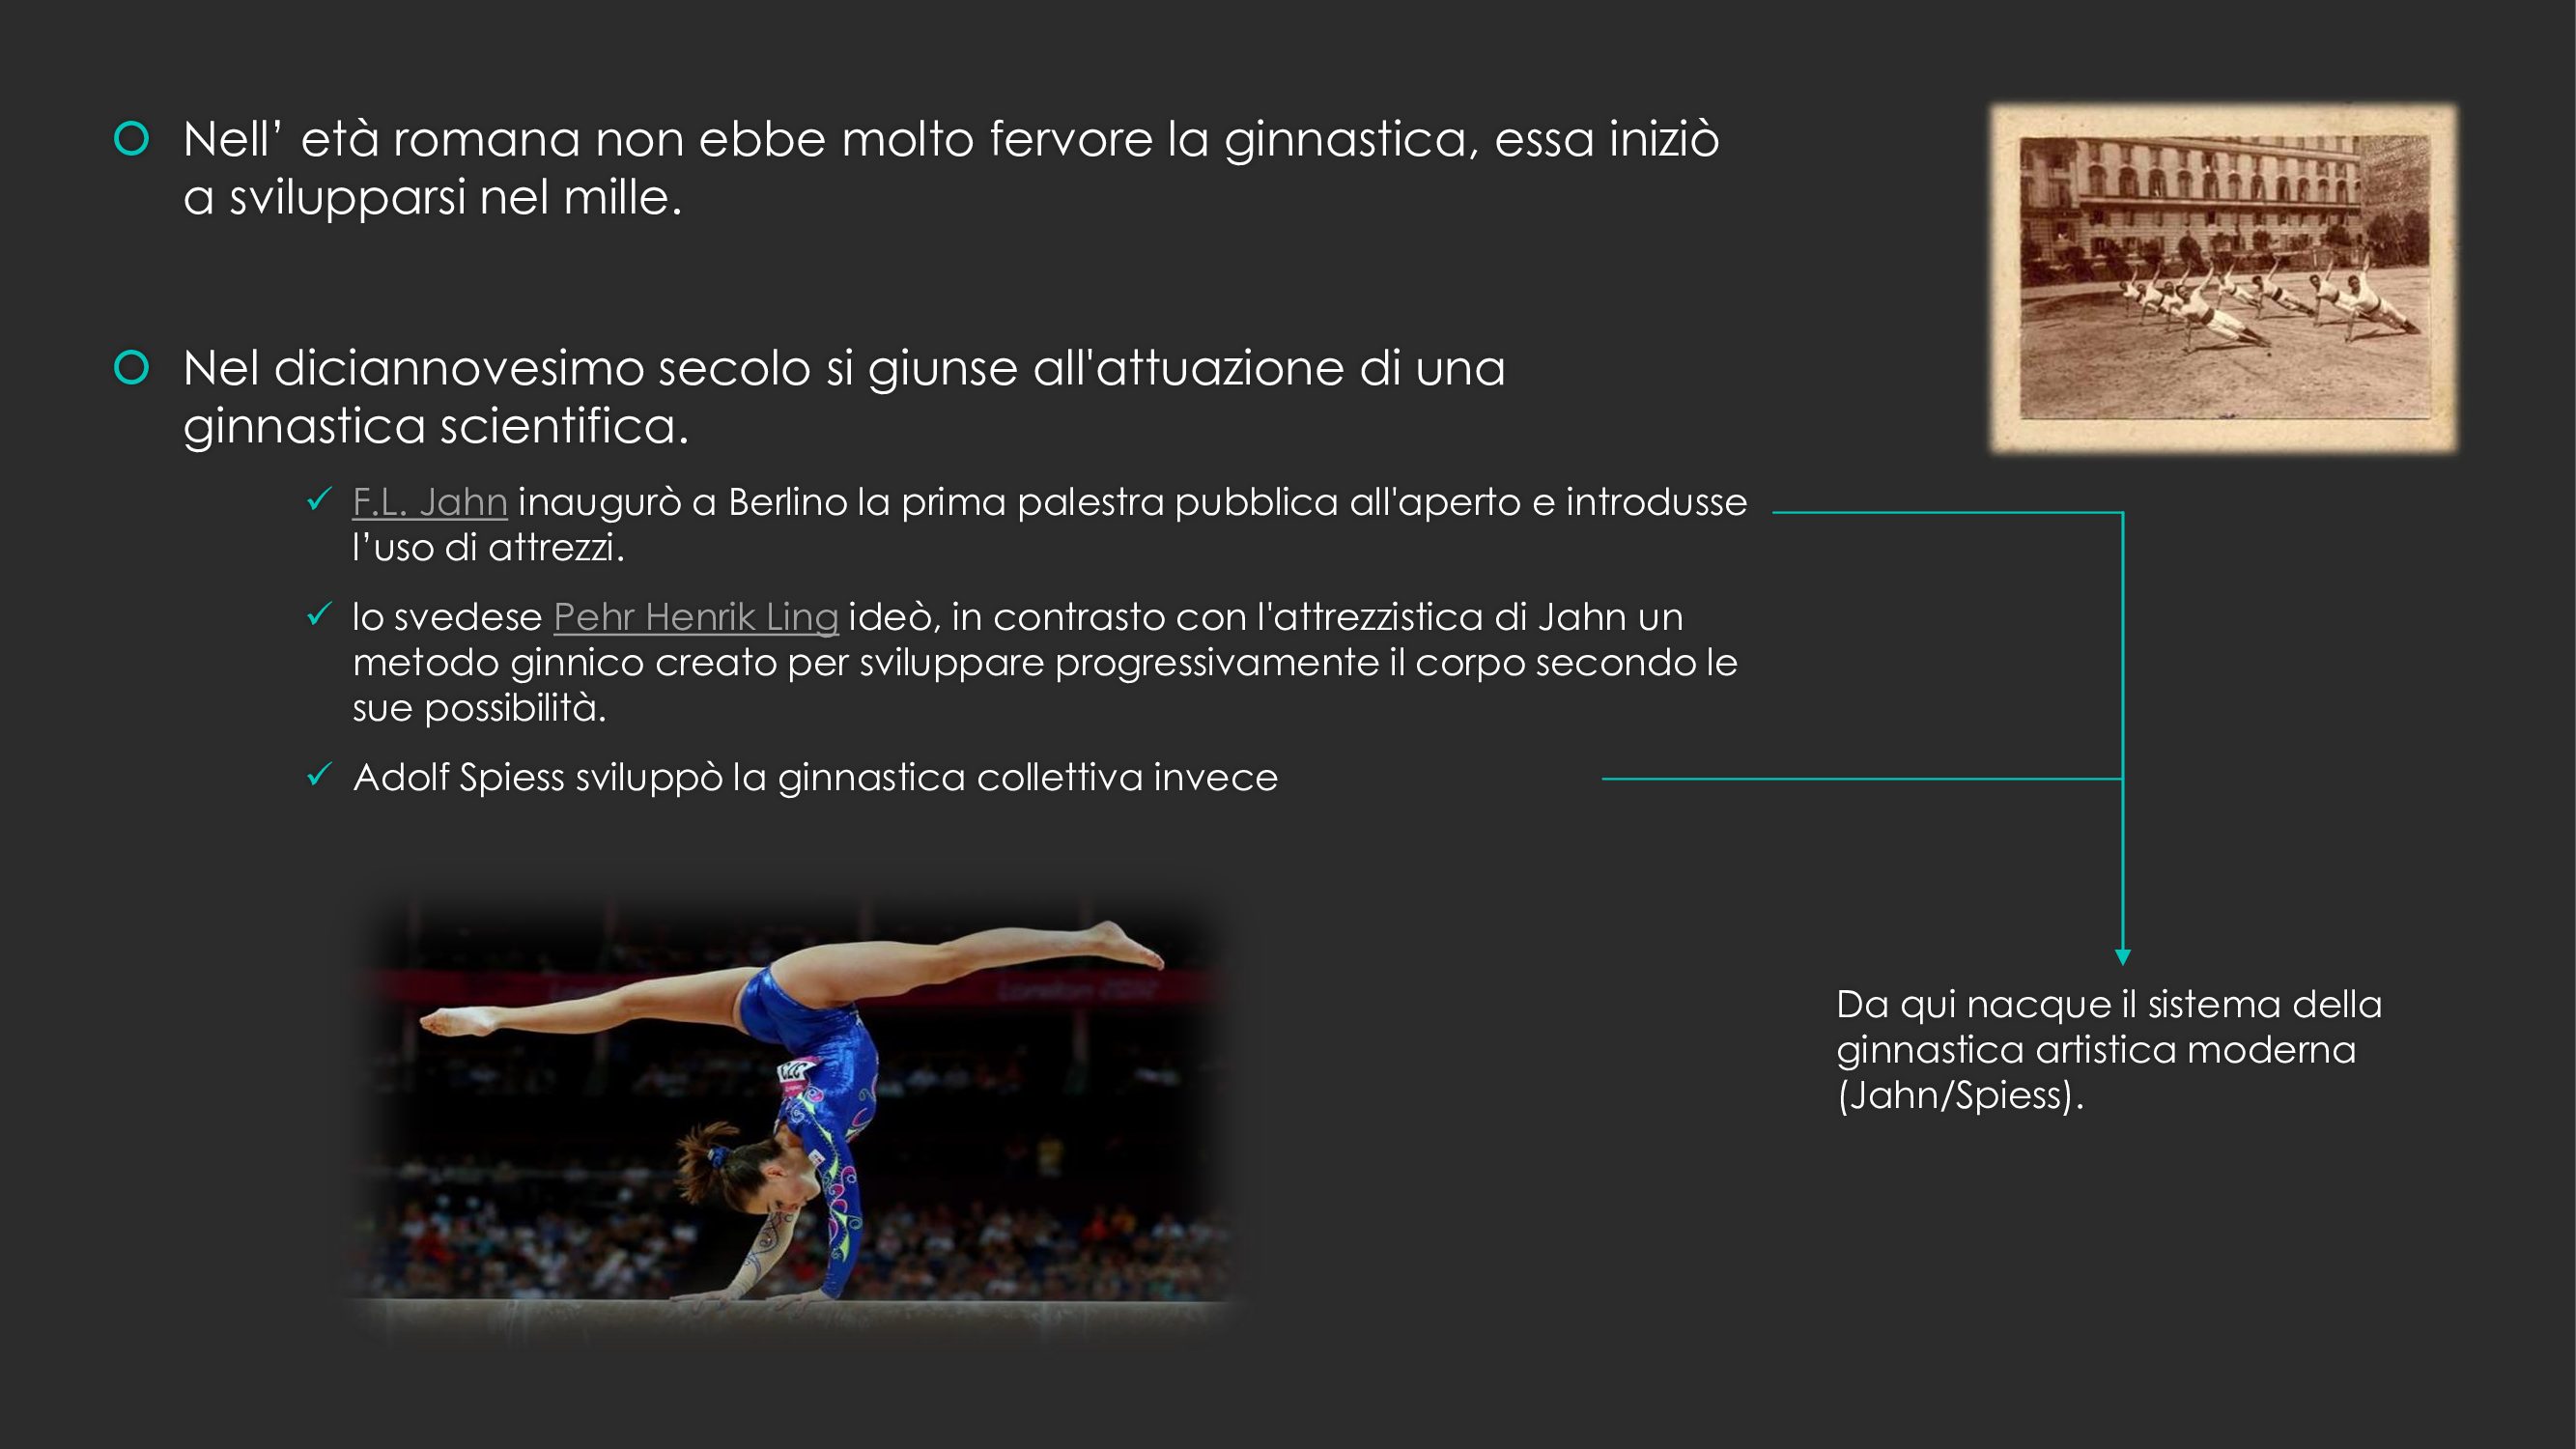 Nell’ età romana non ebbe molto fervore la ginnastica, essa iniziò
a svilupparsi nel mille.
Nel diciannovesimo secolo si giunse all'attuazione di una
ginnastica scientifica.
F.L. Jahn inaugurò a Berlino la prima palestra pubblica all'aperto e introdusse
l’uso di attrezzi.
lo svedese Pehr Henrik Ling ideò, in contrasto con l'attrezzistica di Jahn un
metodo ginnico creato per sviluppare progressivamente il corpo secondo le
sue possibilità.
Adolf Spiess sviluppò la ginnastica collettiva invece
London 2012
Da qui nacque il sistema della
ginnastica artistica moderna
(Jahn/Spiess).